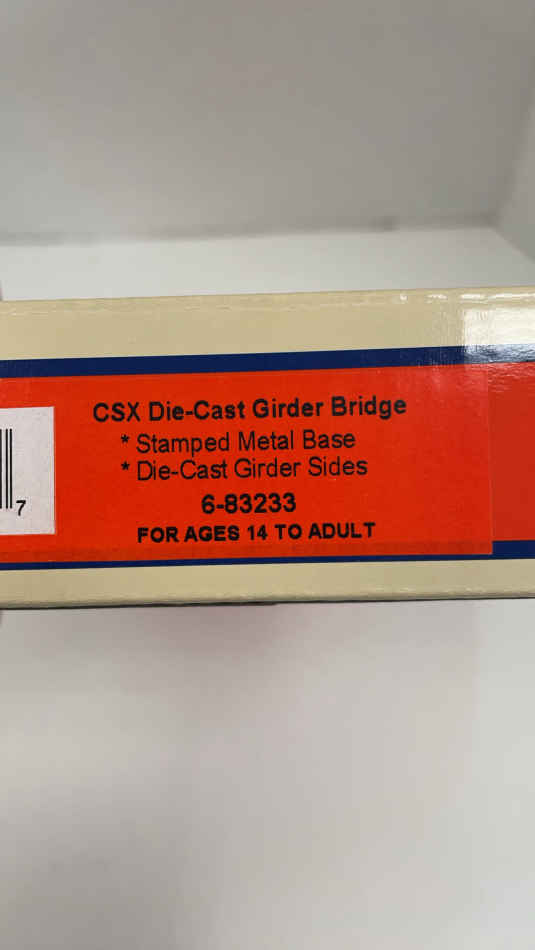 CSX Die-Cast Girder Bridge
* Stamped Metal Base
* Die-Cast Girder Sides
6-83233
FOR AGES 14 TO ADULT
7